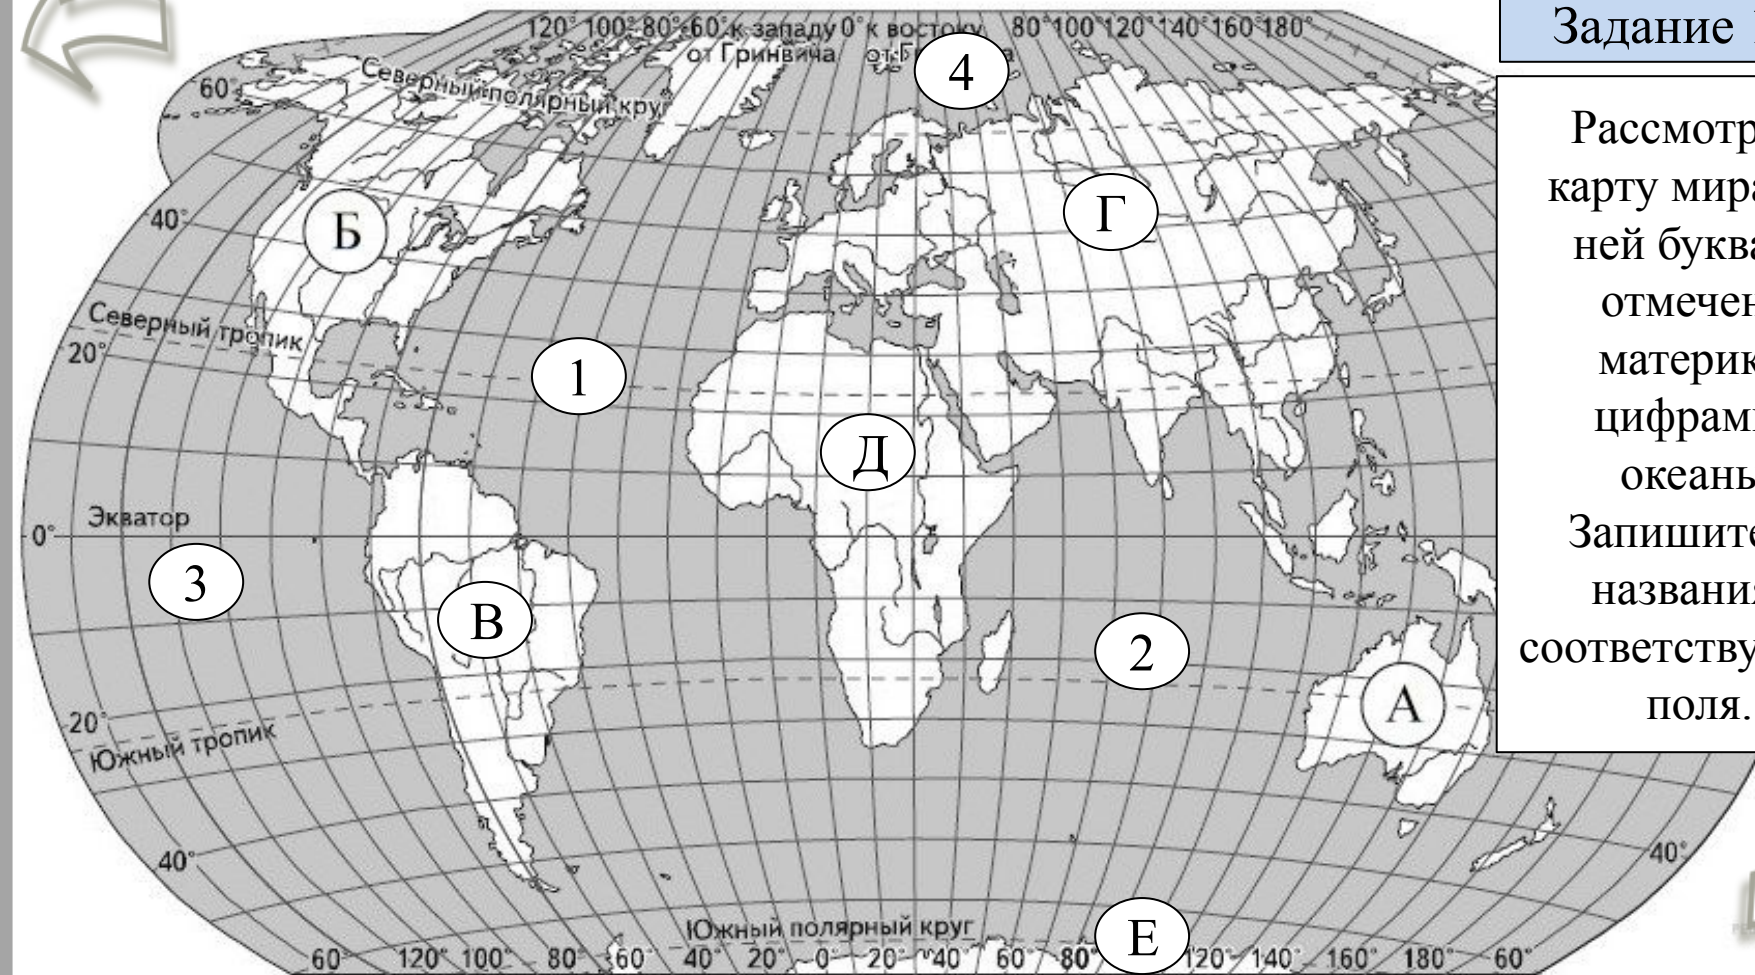 120° 100° 80° 60° к западу 0° к востоку 80° 100° 120° 140° 160° 180°
от Гринвича
4
Северный полярный круг
60°
40°
Б
Г
Северный тропик
20°
1
Д
Экватор
0°
3
В
2
А
20°
Южный тропик
40°
40°
Южный полярный круг
Е
60° 120° 100° 80° 60° 40° 20° 0° 20° 40° 60° 80° 120° 140° 160° 180° 60°
Задание
Рассмотр
карту мира
ней буква
отмечен
материк
цифрам
океаны
Запишите
названия
соответству
поля.